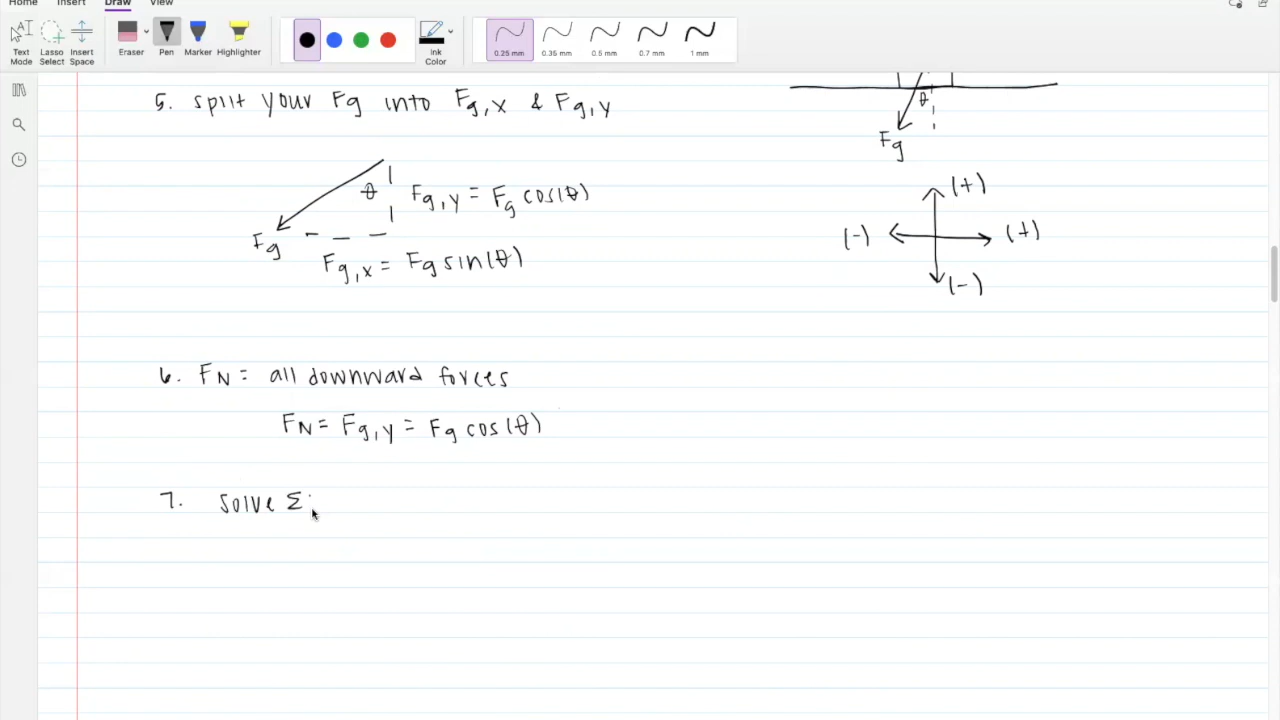 Home Insert Draw View
Text Mode
Lasso Select
Insert Space
Eraser
Pen
Marker
Highlighter
Ink Color
0.25 mm
0.35 mm
0.5 mm
0.7 mm
1 mm
5. split your Fg into Fg,x & Fg,y
θ
Fg
θ
Fg,y = Fg cos(θ)
Fg
Fg,x = Fg sin(θ)
(+)
(-)
(+)
(-)
6. FN = all downward forces
FN = Fg,y = Fg cos(θ)
7. solve Σ